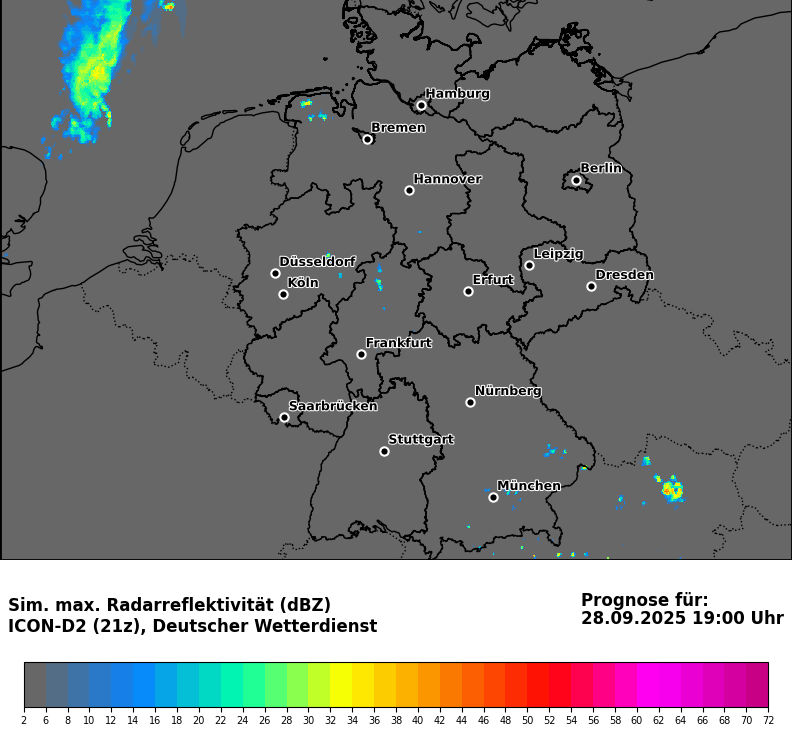 Hamburg
Bremen
Berlin
Hannover
Leipzig
Düsseldorf
Dresden
Köln
Erfurt
Frankfurt
Nürnberg
Saarbrücken
Stuttgart
München
Sim. max. Radarreflektivität (dBZ)
ICON-D2 (21z), Deutscher Wetterdienst
Prognose für:
28.09.2025 19:00 Uhr
2 6 8 10 12 14 16 18 20 22 24 26 28 30 32 34 36 38 40 42 44 46 48 50 52 54 56 58 60 62 64 66 68 70 72